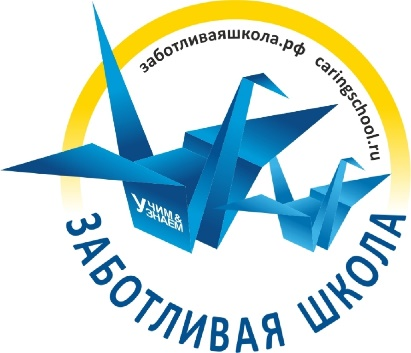 заботливаяшкола.рф caringschool.ru
УЧИМ&
ЗНАЕМ
ЗАБОТЛИВАЯ ШКОЛА